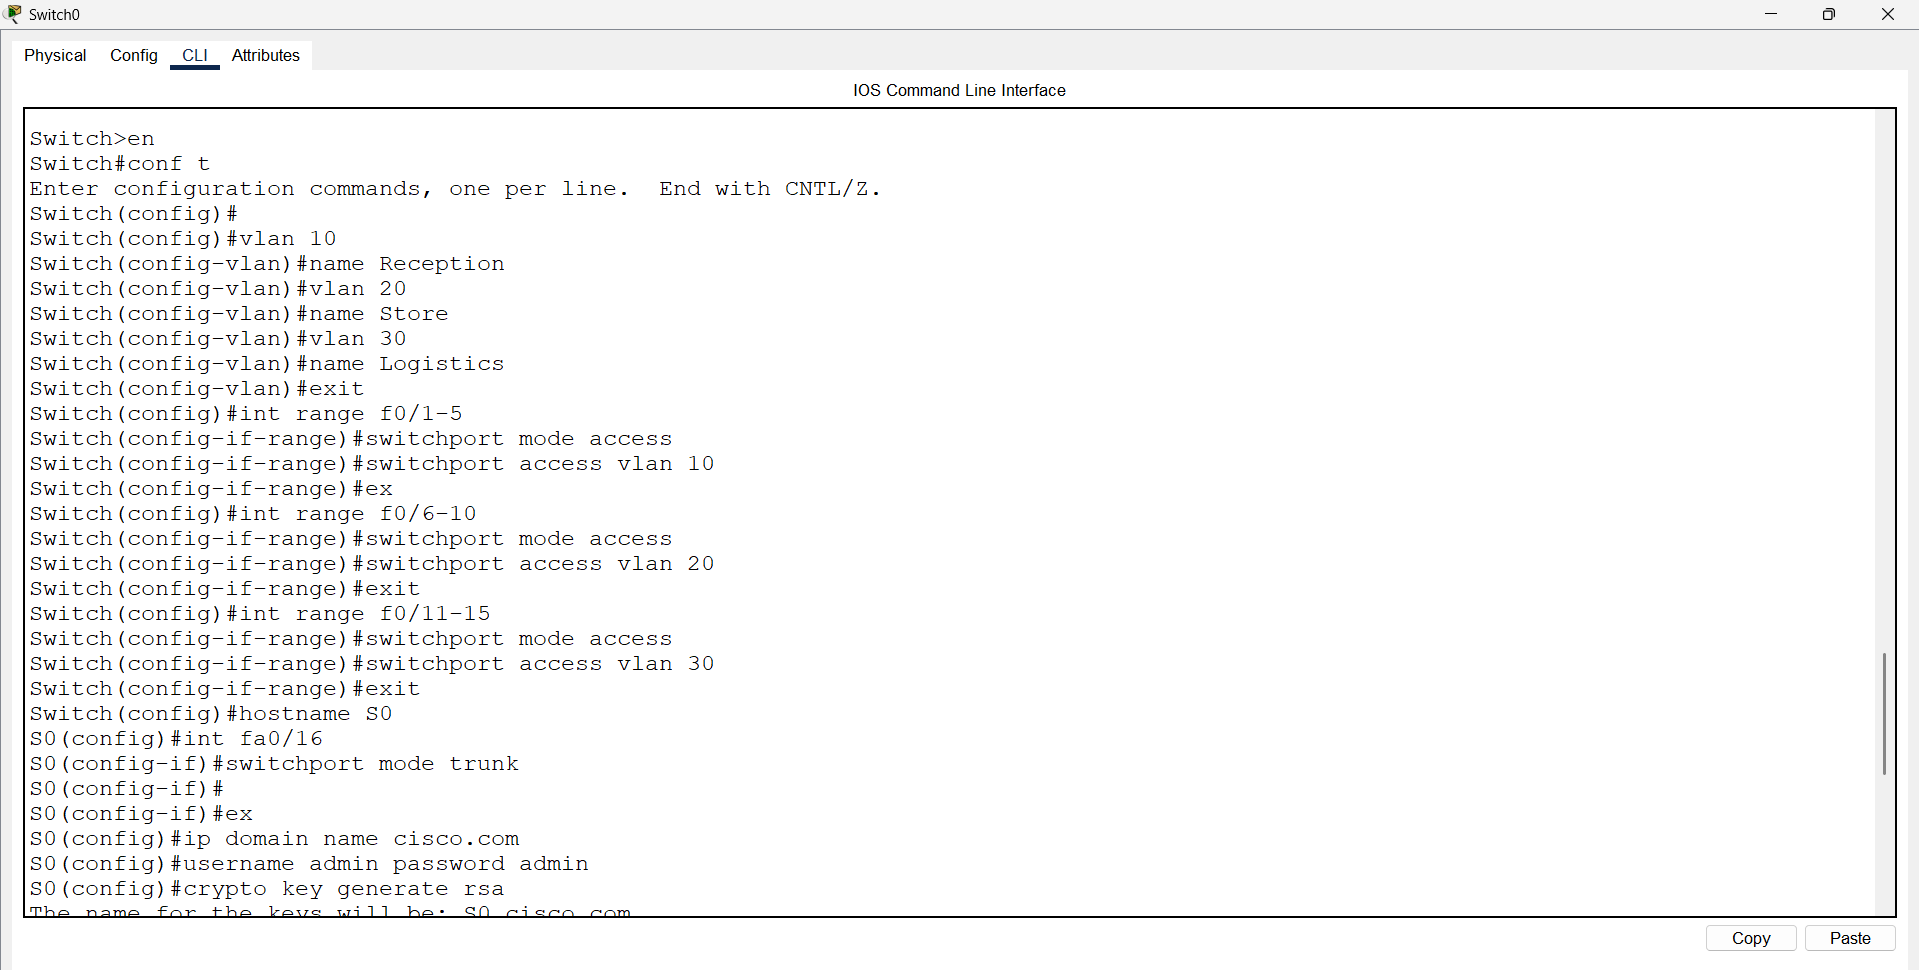 Switch0
Physical Config CLI Attributes
IOS Command Line Interface
Switch>en
Switch#conf t
Enter configuration commands, one per line.  End with CNTL/Z.
Switch(config)#
Switch(config)#vlan 10
Switch(config-vlan)#name Reception
Switch(config-vlan)#vlan 20
Switch(config-vlan)#name Store
Switch(config-vlan)#vlan 30
Switch(config-vlan)#name Logistics
Switch(config-vlan)#exit
Switch(config)#int range f0/1-5
Switch(config-if-range)#switchport mode access
Switch(config-if-range)#switchport access vlan 10
Switch(config-if-range)#ex
Switch(config)#int range f0/6-10
Switch(config-if-range)#switchport mode access
Switch(config-if-range)#switchport access vlan 20
Switch(config-if-range)#exit
Switch(config)#int range f0/11-15
Switch(config-if-range)#switchport mode access
Switch(config-if-range)#switchport access vlan 30
Switch(config-if-range)#exit
Switch(config)#hostname S0
S0(config)#int fa0/16
S0(config-if)#switchport mode trunk
S0(config-if)#
S0(config-if)#ex
S0(config)#ip domain name cisco.com
S0(config)#username admin password admin
S0(config)#crypto key generate rsa
The name for the keys will be: S0.cisco.com
Copy Paste